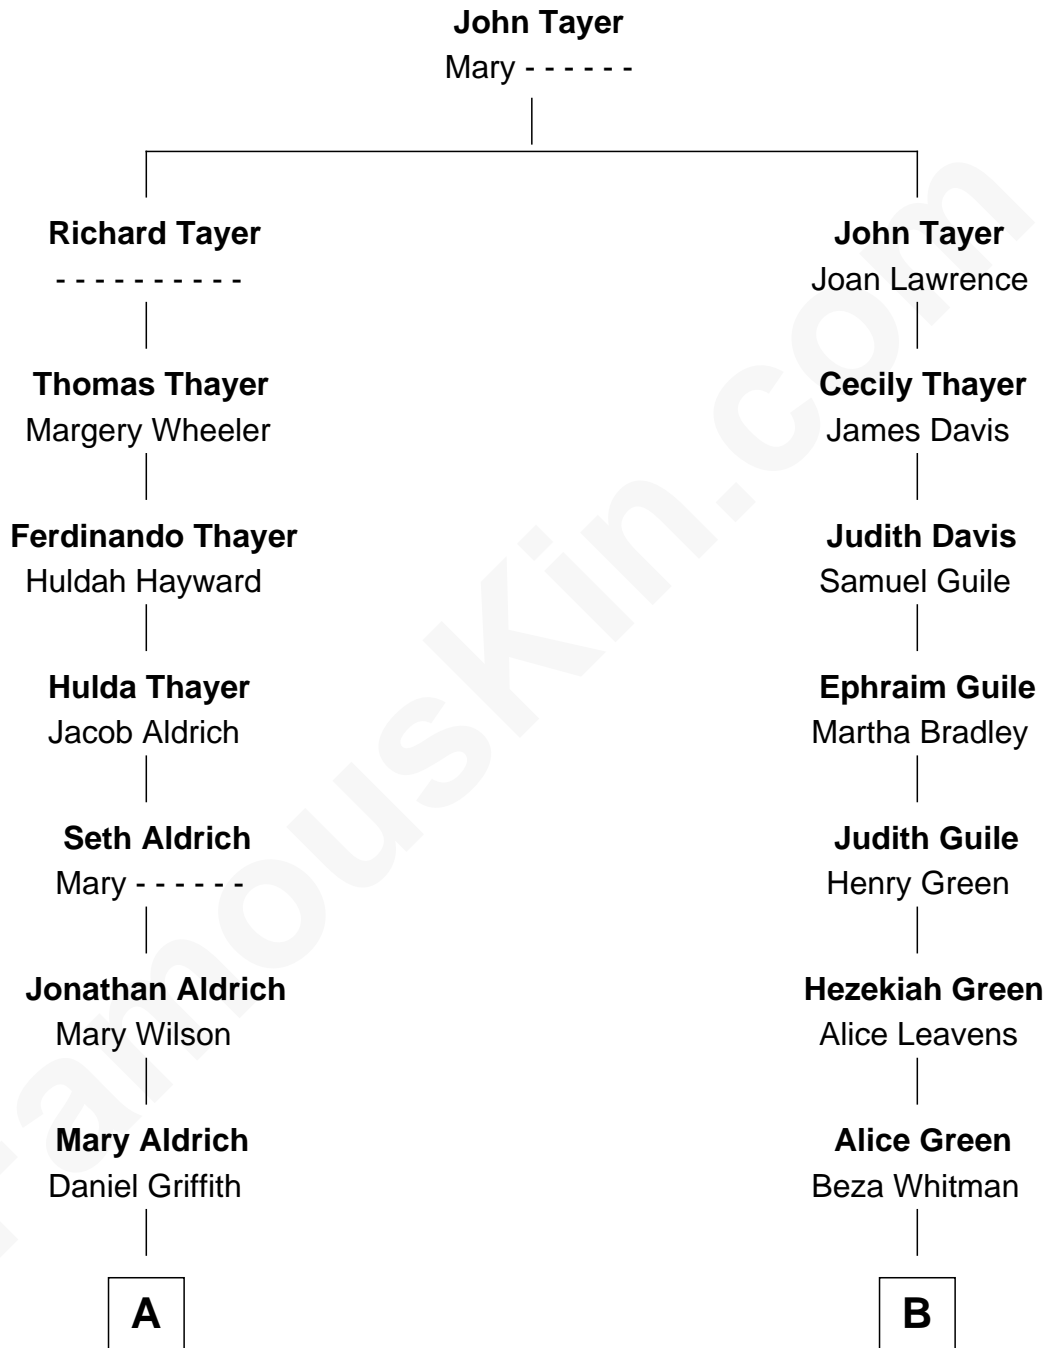 John Tayer
Mary - - - - - -
Richard Tayer
- - - - - - - - - -
John Tayer
Joan Lawrence
Thomas Thayer
Margery Wheeler
Cecily Thayer
James Davis
Ferdinando Thayer
Huldah Hayward
Judith Davis
Samuel Guile
Hulda Thayer
Jacob Aldrich
Ephraim Guile
Martha Bradley
Seth Aldrich
Mary - - - - - -
Judith Guile
Henry Green
Jonathan Aldrich
Mary Wilson
Hezekiah Green
Alice Leavens
Mary Aldrich
Daniel Griffith
Alice Green
Beza Whitman
A
B
FamousKin.com